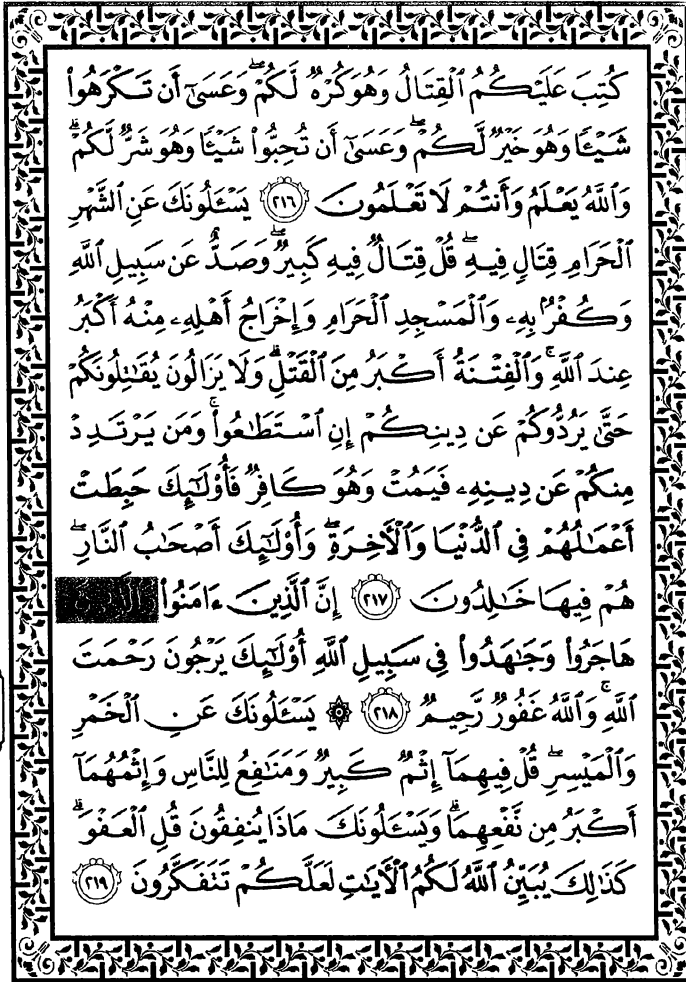 كُتِبَ عَلَيْكُمُ ٱلْقِتَالُ وَهُوَ كُرْهٌ لَّكُمْ ۖ وَعَسَىٰٓ أَن تَكْرَهُوا۟
شَيْـًٔا وَهُوَ خَيْرٌ لَّكُمْ ۖ وَعَسَىٰٓ أَن تُحِبُّوا۟ شَيْـًٔا وَهُوَ شَرٌّ لَّكُمْ ۗ
وَٱللَّهُ يَعْلَمُ وَأَنتُمْ لَا تَعْلَمُونَ ٢١٦ يَسْـَٔلُونَكَ عَنِ ٱلشَّهْرِ
ٱلْحَرَامِ قِتَالٍ فِيهِ ۖ قُلْ قِتَالٌ فِيهِ كَبِيرٌ ۖ وَصَدٌّ عَن سَبِيلِ ٱللَّهِ
وَكُفْرٌۢ بِهِۦ وَٱلْمَسْجِدِ ٱلْحَرَامِ وَإِخْرَاجُ أَهْلِهِۦ مِنْهُ أَكْبَرُ
عِندَ ٱللَّهِ ۚ وَٱلْفِتْنَةُ أَكْبَرُ مِنَ ٱلْقَتْلِ ۗ وَلَا يَزَالُونَ يُقَـٰتِلُونَكُمْ
حَتَّىٰ يَرُدُّوكُمْ عَن دِينِكُمْ إِنِ ٱسْتَطَـٰعُوا۟ ۚ وَمَن يَرْتَدِدْ
مِنكُمْ عَن دِينِهِۦ فَيَمُتْ وَهُوَ كَافِرٌ فَأُو۟لَـٰٓئِكَ حَبِطَتْ
أَعْمَـٰلُهُمْ فِى ٱلدُّنْيَا وَٱلْـَٔاخِرَةِ ۖ وَأُو۟لَـٰٓئِكَ أَصْحَـٰبُ ٱلنَّارِ ۖ
هُمْ فِيهَا خَـٰلِدُونَ ٢١٧ إِنَّ ٱلَّذِينَ ءَامَنُوا۟
هَاجَرُوا۟ وَجَـٰهَدُوا۟ فِى سَبِيلِ ٱللَّهِ أُو۟لَـٰٓئِكَ يَرْجُونَ رَحْمَتَ
ٱللَّهِ ۚ وَٱللَّهُ غَفُورٌ رَّحِيمٌ ٢١٨ ۞ يَسْـَٔلُونَكَ عَنِ ٱلْخَمْرِ
وَٱلْمَيْسِرِ ۖ قُلْ فِيهِمَآ إِثْمٌ كَبِيرٌ وَمَنَـٰفِعُ لِلنَّاسِ وَإِثْمُهُمَآ
أَكْبَرُ مِن نَّفْعِهِمَا ۗ وَيَسْـَٔلُونَكَ مَاذَا يُنفِقُونَ قُلِ ٱلْعَفْوَ ۗ
كَذَٰلِكَ يُبَيِّنُ ٱللَّهُ لَكُمُ ٱلْـَٔايَـٰتِ لَعَلَّكُمْ تَتَفَكَّرُونَ ٢١٩